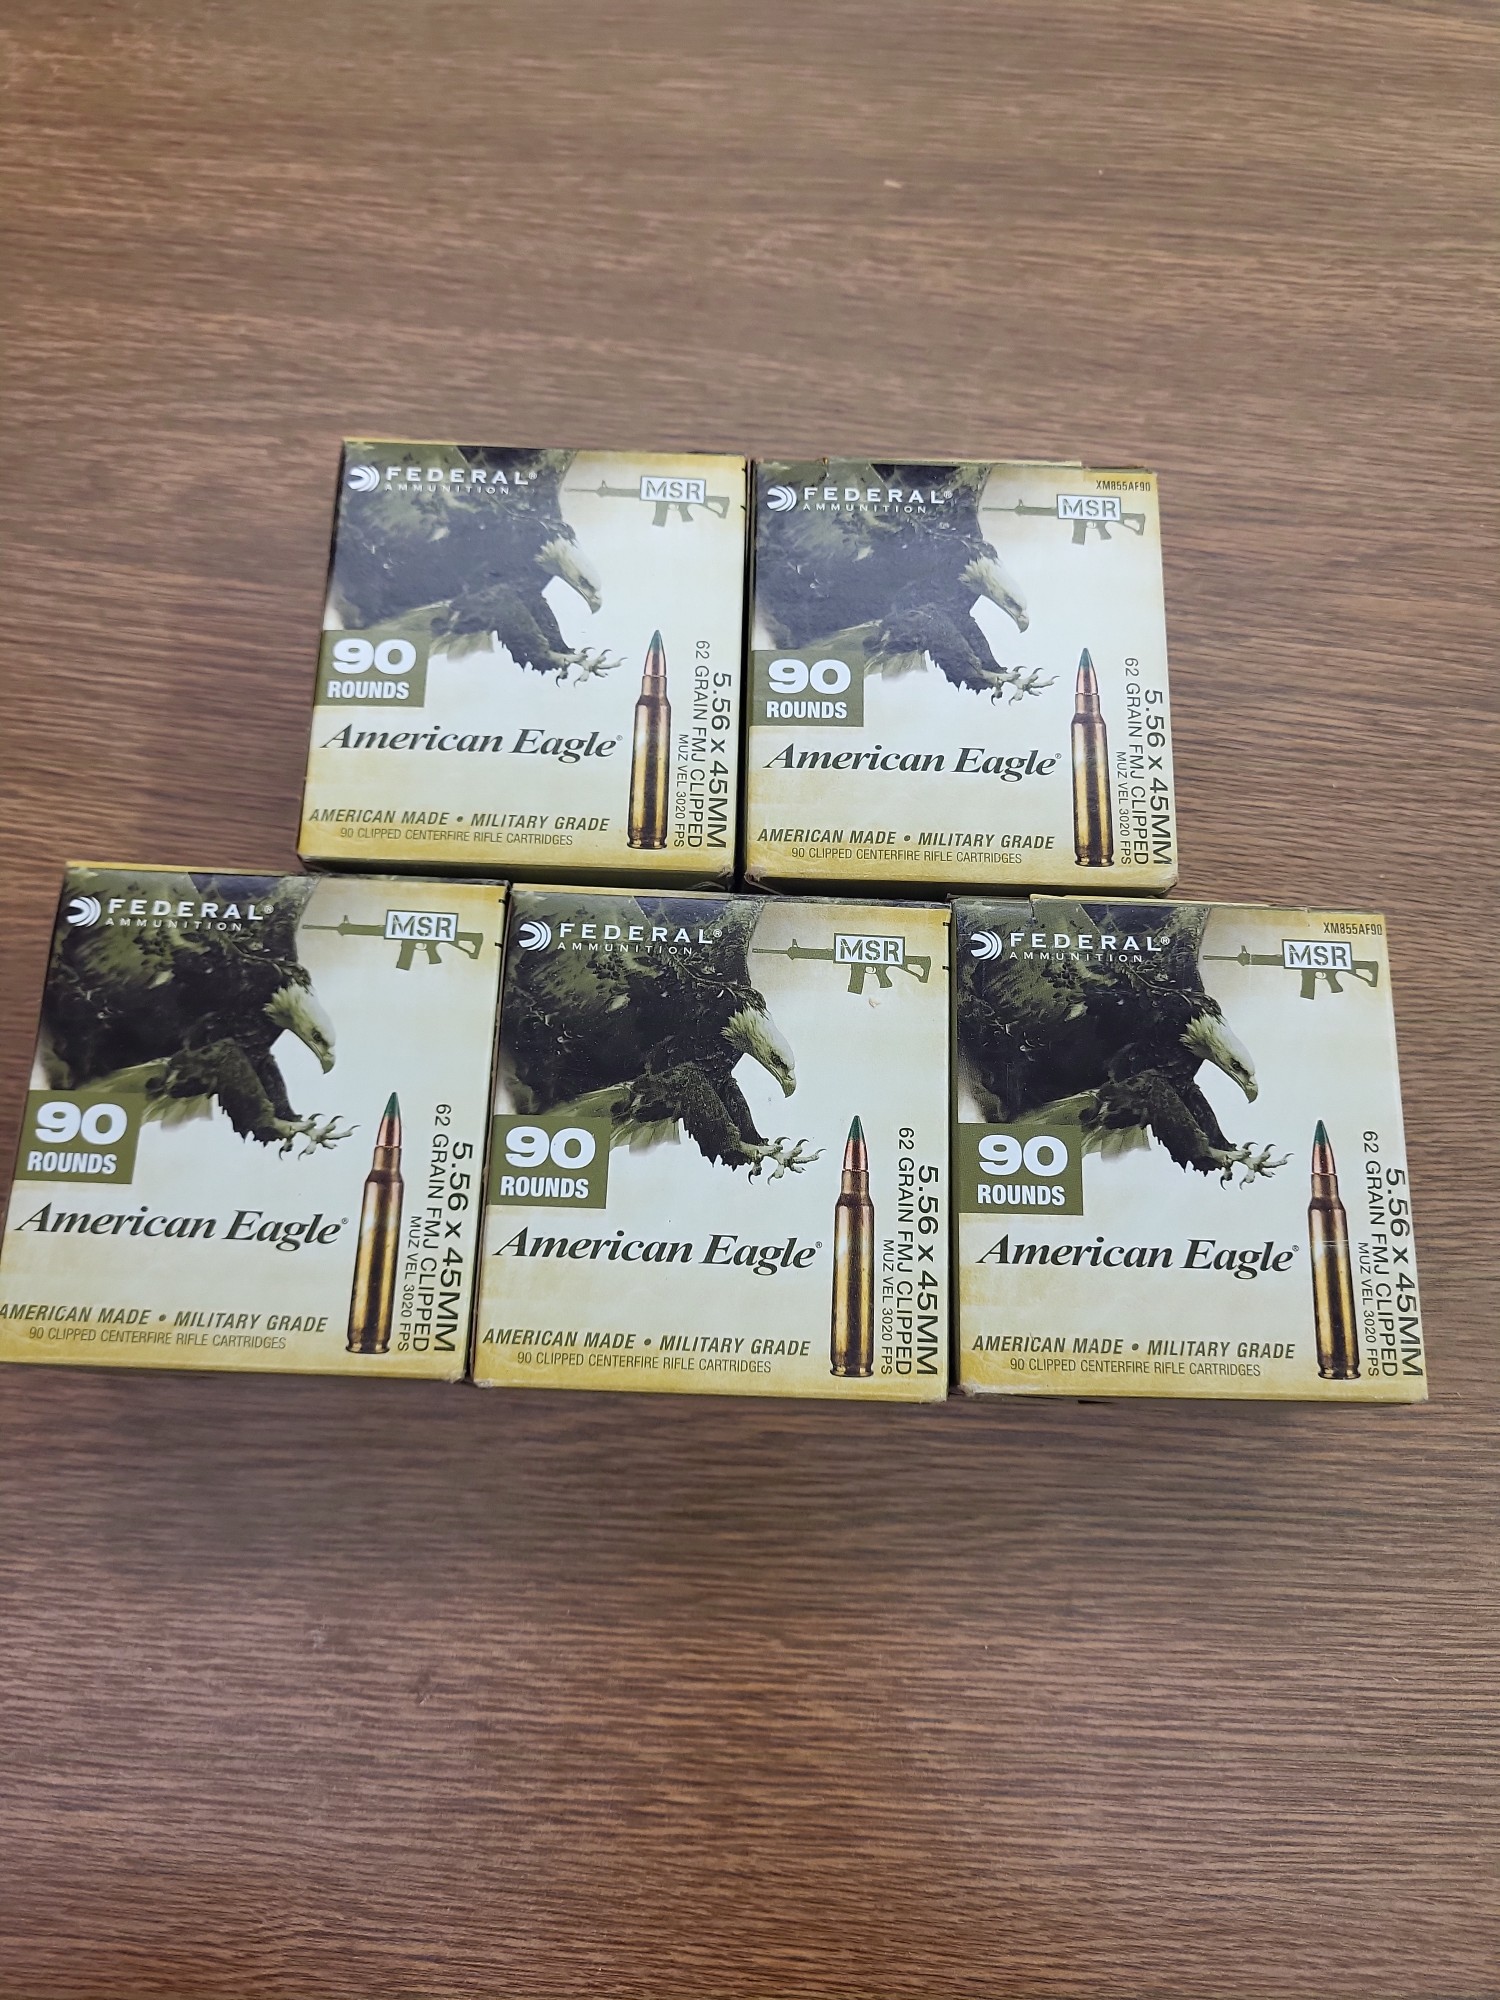 FEDERAL®
AMMUNITION
MSR
90
ROUNDS
American Eagle®
AMERICAN MADE • MILITARY GRADE
90 CLIPPED CENTERFIRE RIFLE CARTRIDGES
5.56 x 45MM
62 GRAIN FMJ CLIPPED
MUZ VEL 3020 FPS
FEDERAL®
AMMUNITION
XM855AF90
MSR
90
ROUNDS
American Eagle®
AMERICAN MADE • MILITARY GRADE
90 CLIPPED CENTERFIRE RIFLE CARTRIDGES
5.56 x 45MM
62 GRAIN FMJ CLIPPED
MUZ VEL 3020 FPS
FEDERAL®
AMMUNITION
MSR
90
ROUNDS
American Eagle®
AMERICAN MADE • MILITARY GRADE
90 CLIPPED CENTERFIRE RIFLE CARTRIDGES
5.56 x 45MM
62 GRAIN FMJ CLIPPED
MUZ VEL 3020 FPS
FEDERAL®
AMMUNITION
MSR
90
ROUNDS
American Eagle®
AMERICAN MADE • MILITARY GRADE
90 CLIPPED CENTERFIRE RIFLE CARTRIDGES
5.56 x 45MM
62 GRAIN FMJ CLIPPED
MUZ VEL 3020 FPS
FEDERAL®
AMMUNITION
XM855AF90
MSR
90
ROUNDS
American Eagle®
AMERICAN MADE • MILITARY GRADE
90 CLIPPED CENTERFIRE RIFLE CARTRIDGES
5.56 x 45MM
62 GRAIN FMJ CLIPPED
MUZ VEL 3020 FPS